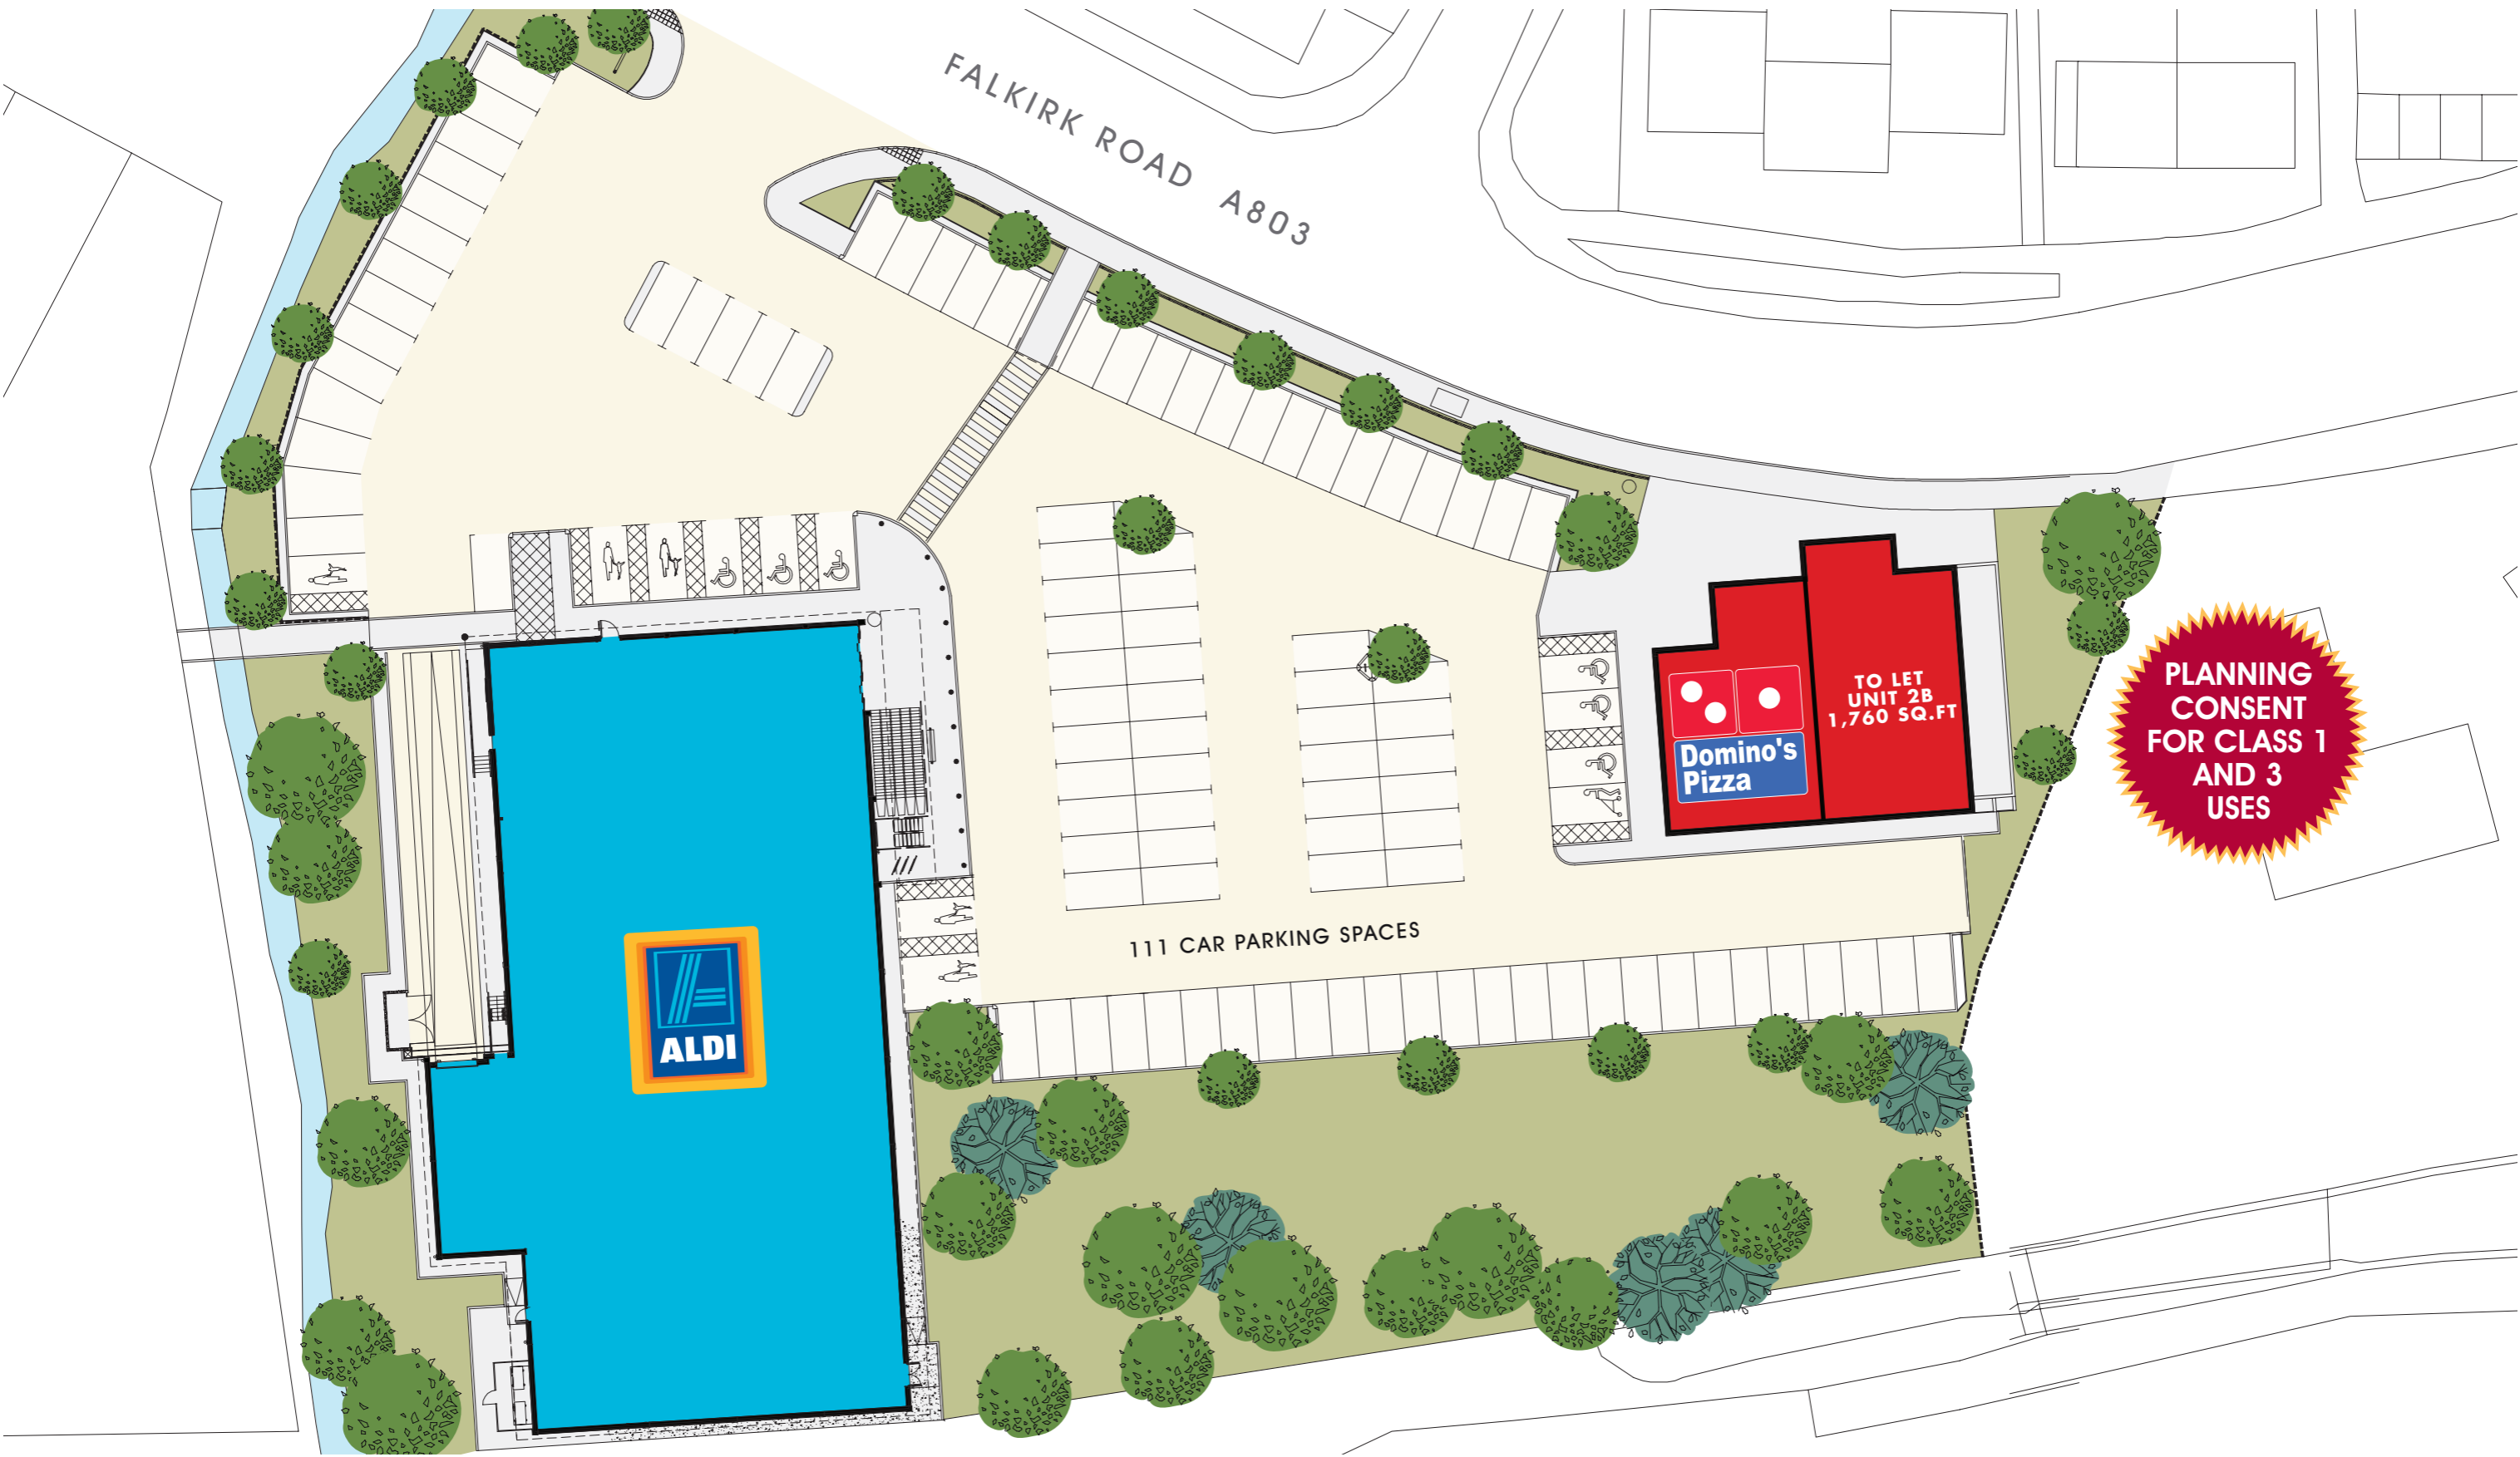 FALKIRK ROAD A803
TO LET
UNIT 2B
1,760 SQ.FT
Domino's
Pizza
PLANNING
CONSENT
FOR CLASS 1
AND 3
USES
111 CAR PARKING SPACES
ALDI